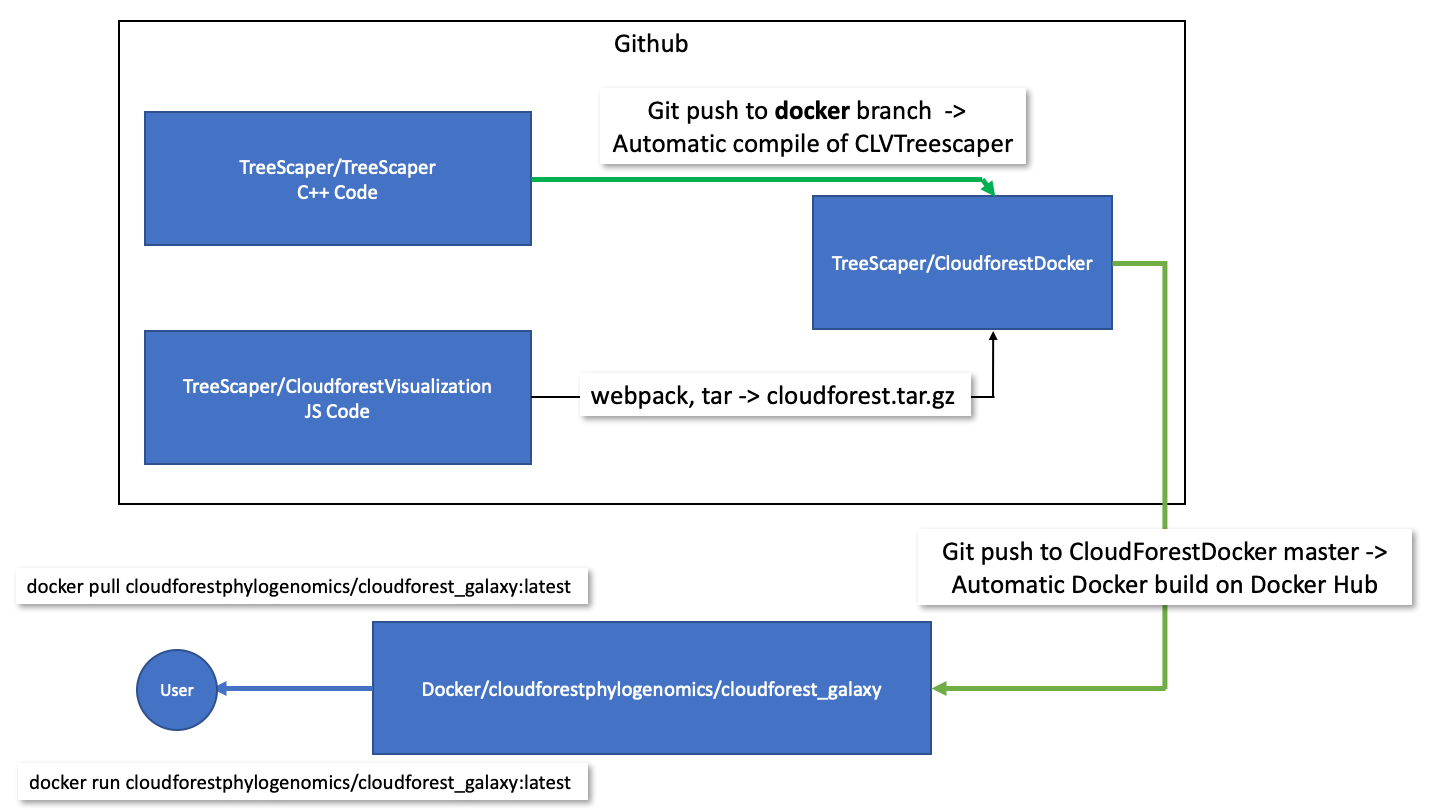 Github
Git push to docker branch  ->
Automatic compile of CLVTreescaper
TreeScaper/TreeScaper
C++ Code
TreeScaper/CloudforestDocker
TreeScaper/CloudforestVisualization
JS Code
webpack, tar -> cloudforest.tar.gz
Git push to CloudForestDocker master ->
Automatic Docker build on Docker Hub
docker pull cloudforestphylogenomics/cloudforest_galaxy:latest
User
Docker/cloudforestphylogenomics/cloudforest_galaxy
docker run cloudforestphylogenomics/cloudforest_galaxy:latest